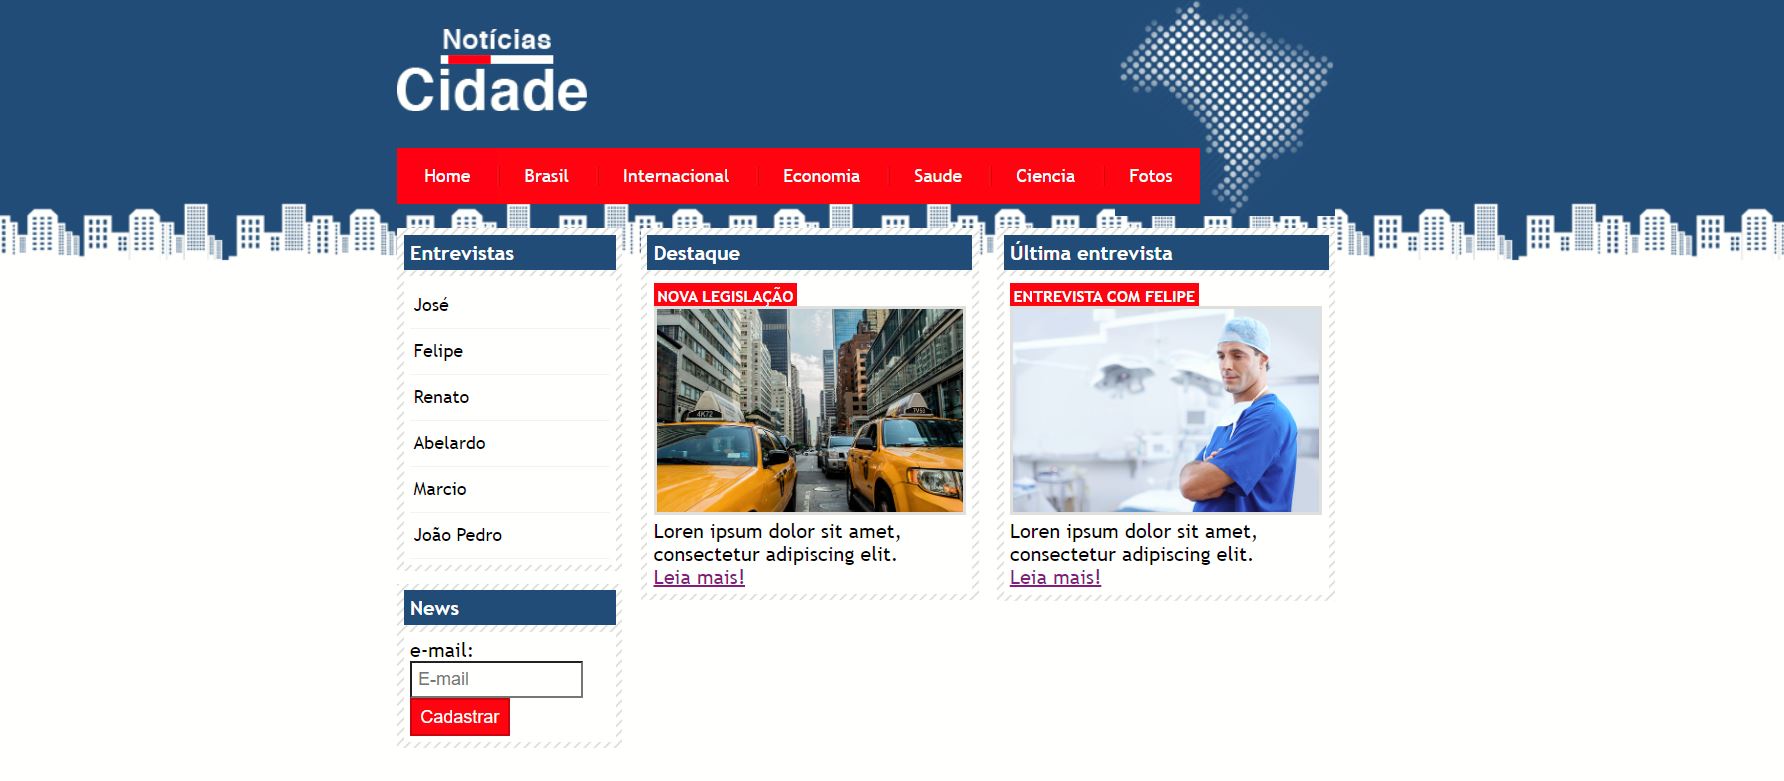 Notícias
Cidade
Home Brasil Internacional Economia Saude Ciencia Fotos
Entrevistas
José
Felipe
Renato
Abelardo
Marcio
João Pedro
News
e-mail:
E-mail
Cadastrar
Destaque
NOVA LEGISLAÇÃO
4K72
7V52
Loren ipsum dolor sit amet,
consectetur adipiscing elit.
Leia mais!
Última entrevista
ENTREVISTA COM FELIPE
Loren ipsum dolor sit amet,
consectetur adipiscing elit.
Leia mais!